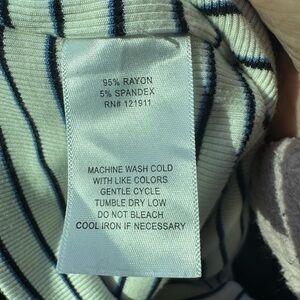 95% RAYON
5% SPANDEX
RN# 121911
MACHINE WASH COLD
WITH LIKE COLORS
GENTLE CYCLE
TUMBLE DRY LOW
DO NOT BLEACH
COOL IRON IF NECESSARY